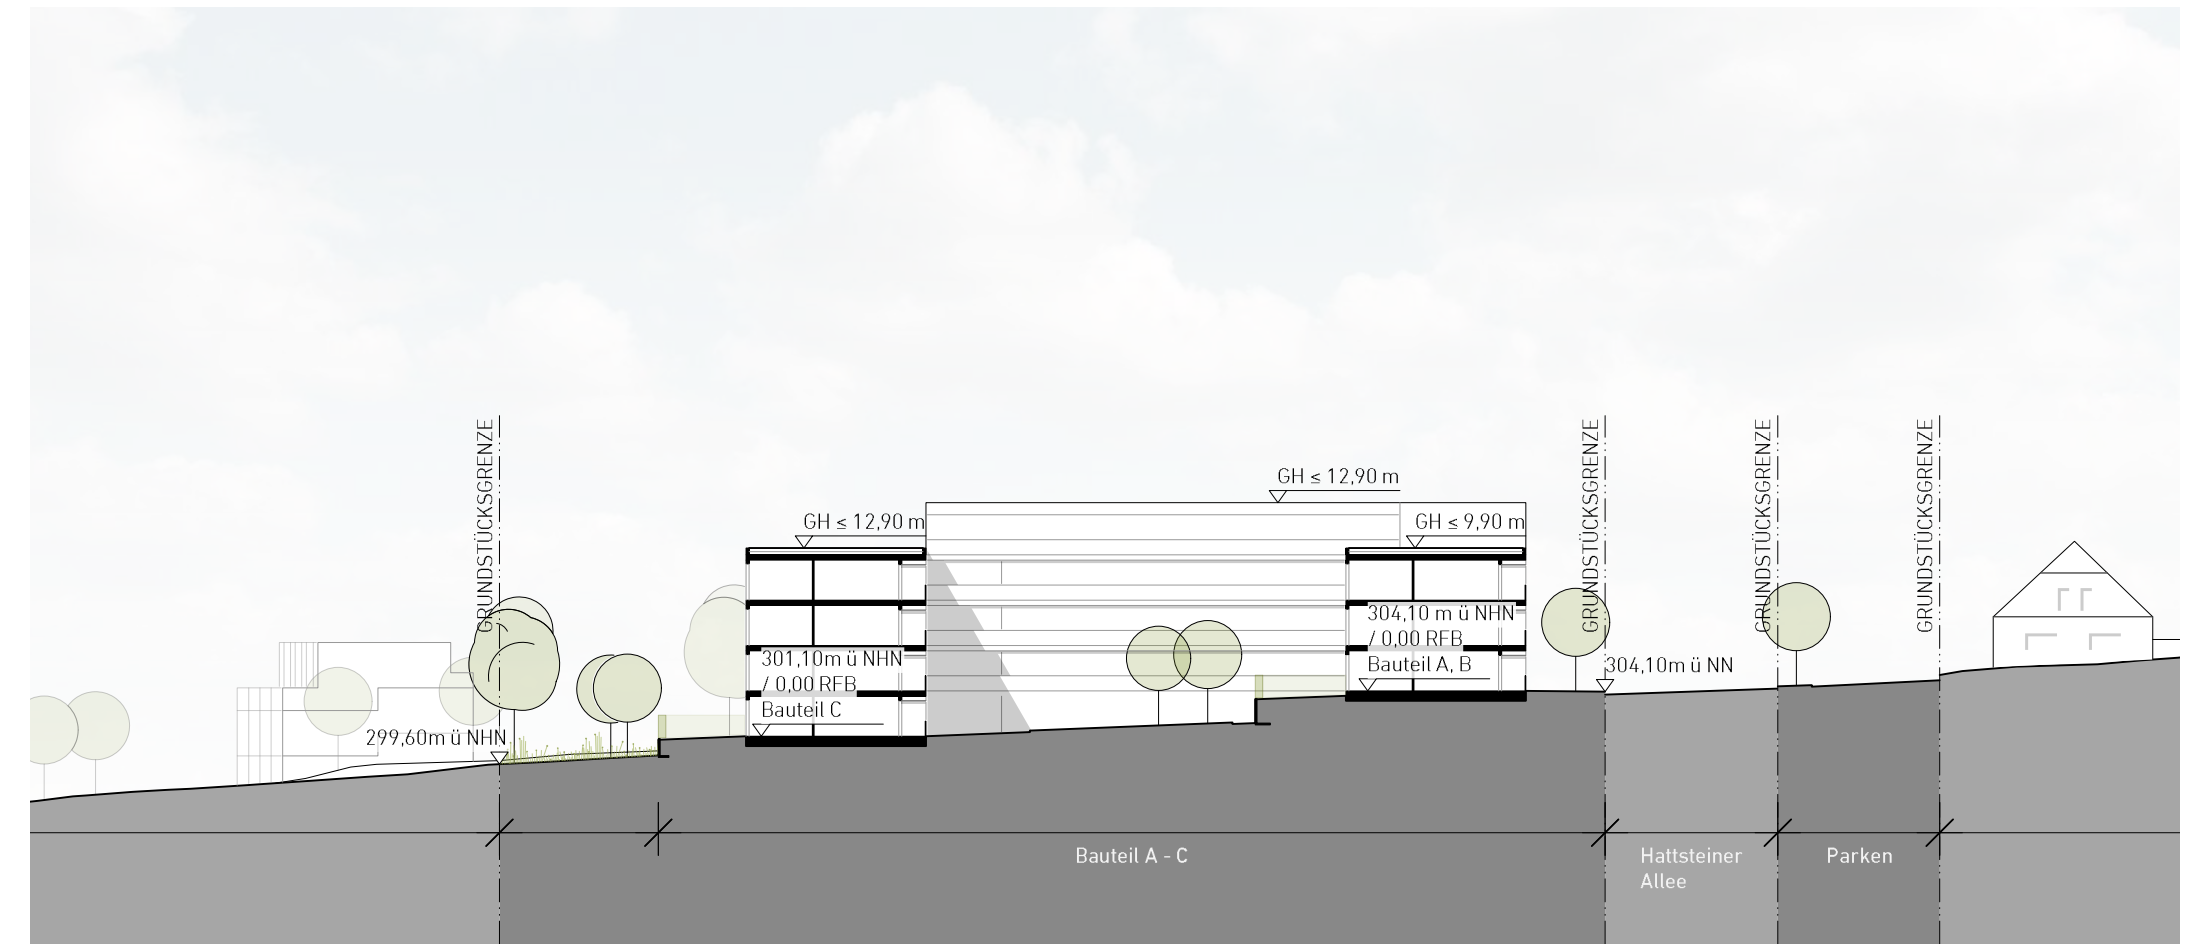 GRUNDSTÜCKSGRENZE
GRUNDSTÜCKSGRENZE
GRUNDSTÜCKSGRENZE
GRUNDSTÜCKSGRENZE
GH ≤ 12,90 m
GH ≤ 12,90 m
GH ≤ 9,90 m
304,10 m ü NHN
/ 0,00 RFB
Bauteil A, B
301,10m ü NHN
/ 0,00 RFB
Bauteil C
304,10m ü NN
299,60m ü NHN
Bauteil A - C
Hattsteiner
Allee
Parken